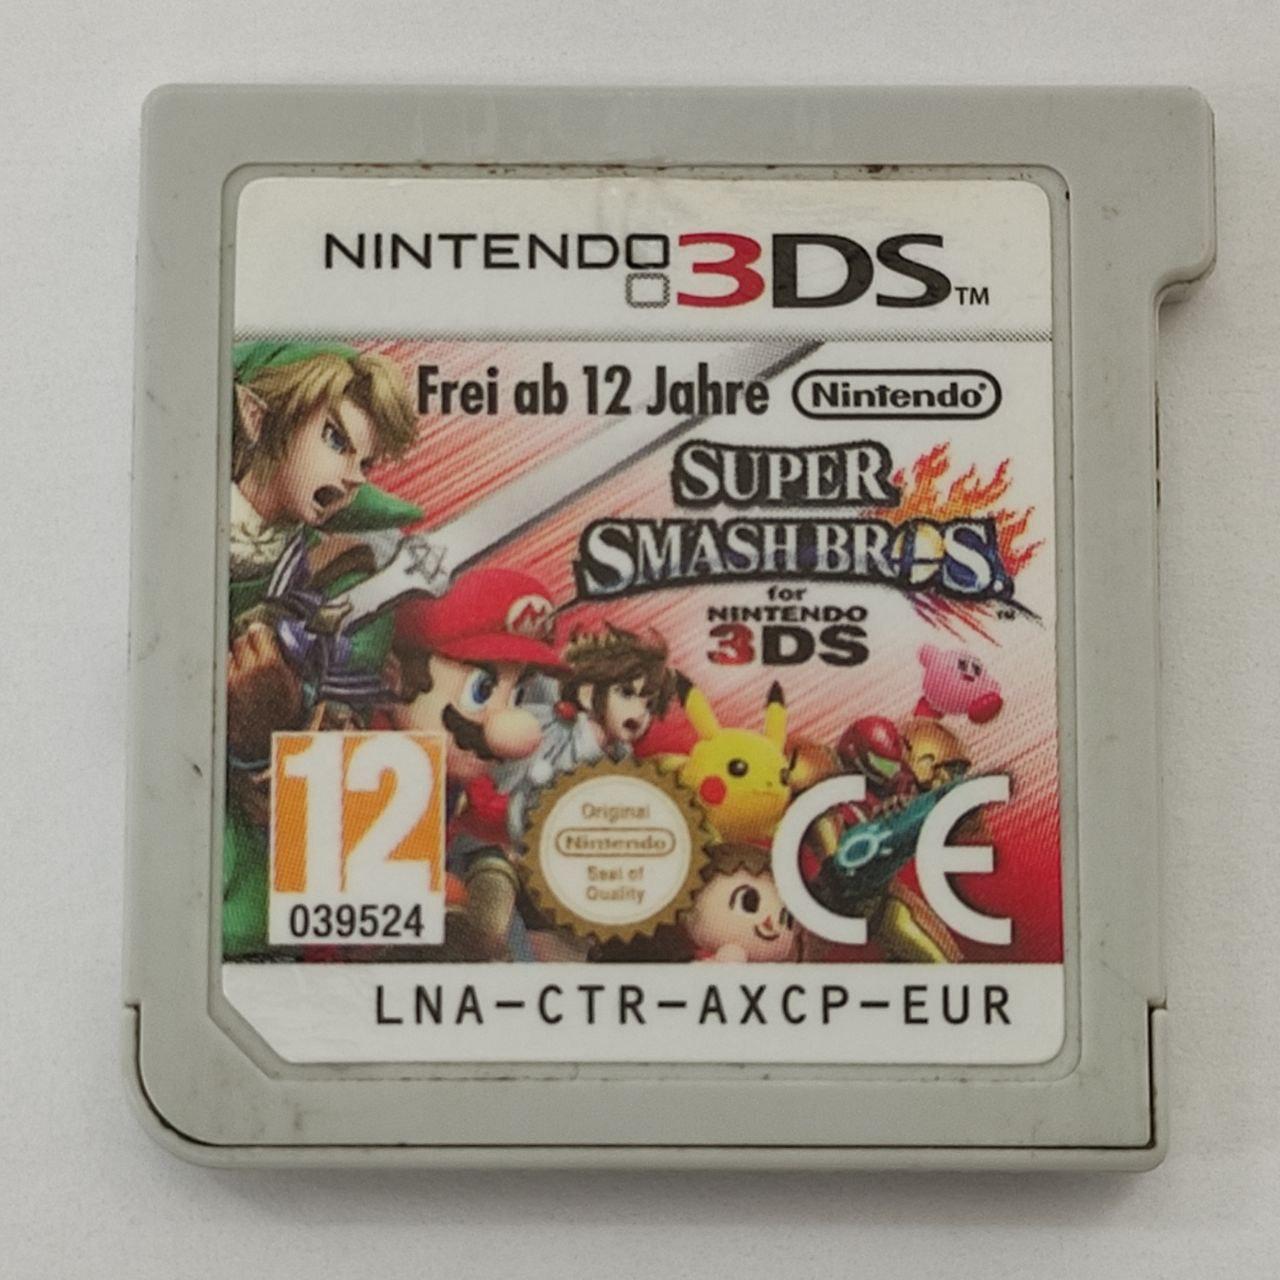 NINTENDO 3DS™
Frei ab 12 Jahre Nintendo®
SUPER
SMASH BROS.™
for
NINTENDO
3DS
12
Original
Nintendo
Seal of
Quality
CE
039524
LNA-CTR-AXCP-EUR